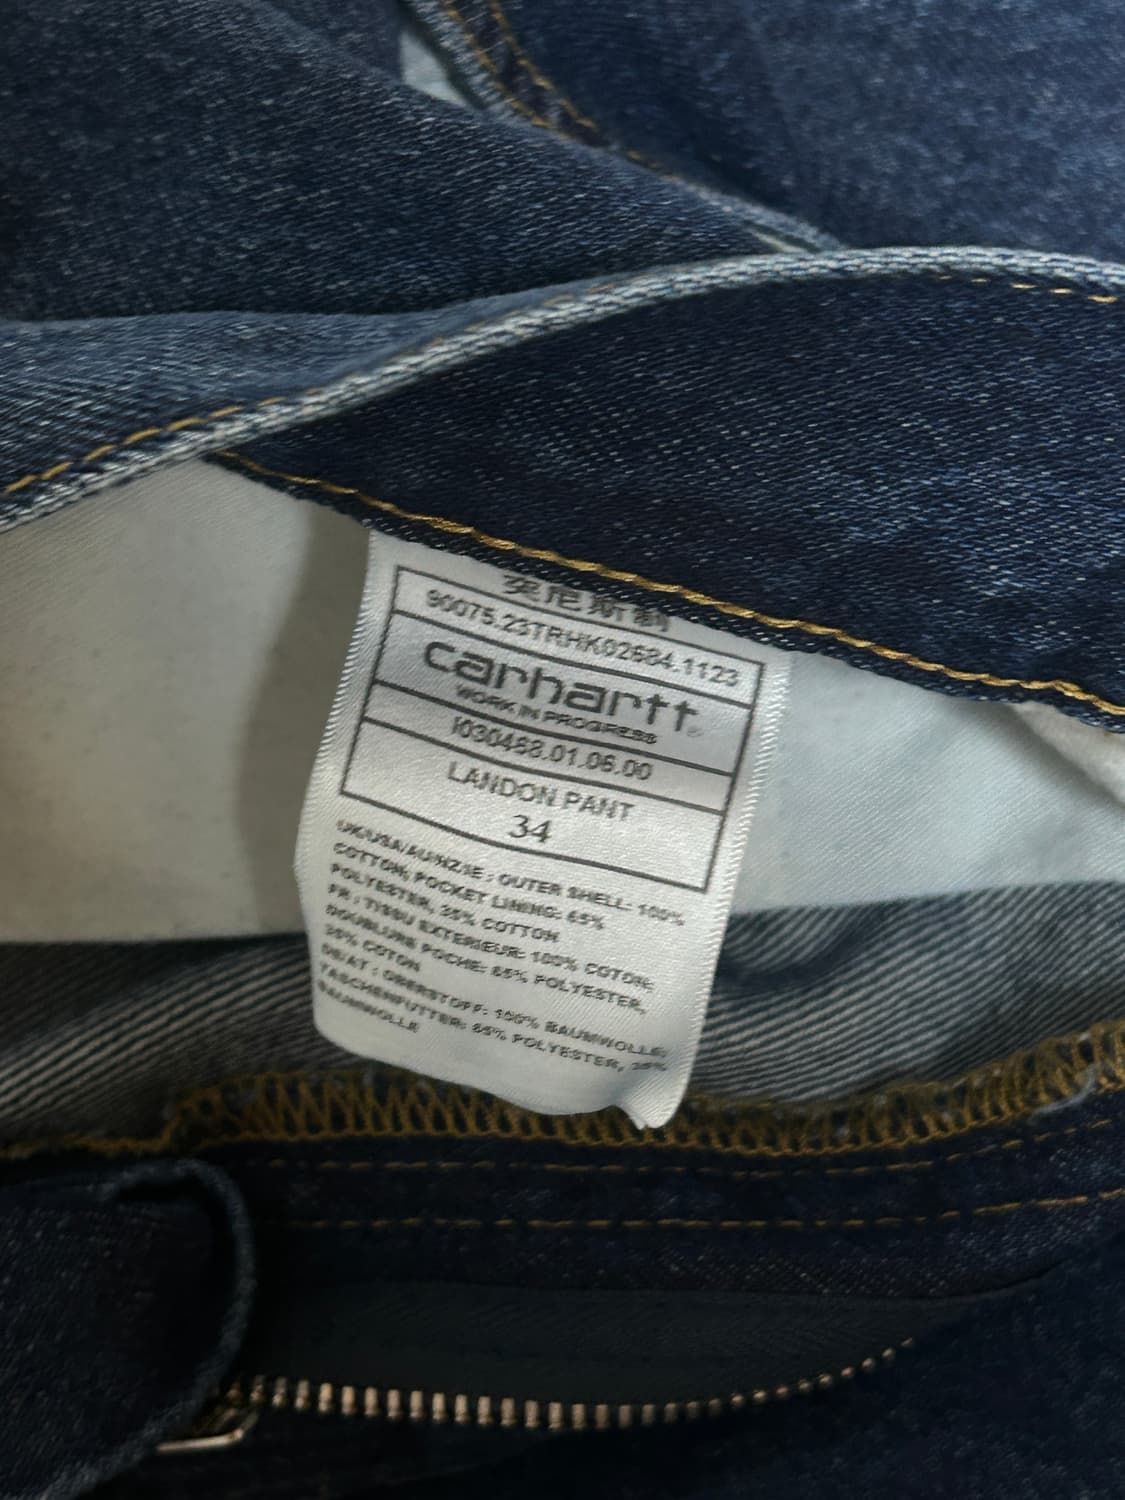 突尼斯制
90075.23TRHK02684.1123
carhartt®
WORK IN PROGRESS
I030468.01.06.00
LANDON PANT
34
UK/USA/AU/NZ/IE : OUTER SHELL: 100%
COTTON; POCKET LINING: 65%
POLYESTER, 35% COTTON
FR : TISSU EXTERIEUR: 100% COTON;
DOUBLURE POCHE: 65% POLYESTER,
35% COTON
DE/AT : OBERSTOFF: 100% BAUMWOLLE;
TASCHENFUTTER: 65% POLYESTER, 35%
BAUMWOLLE